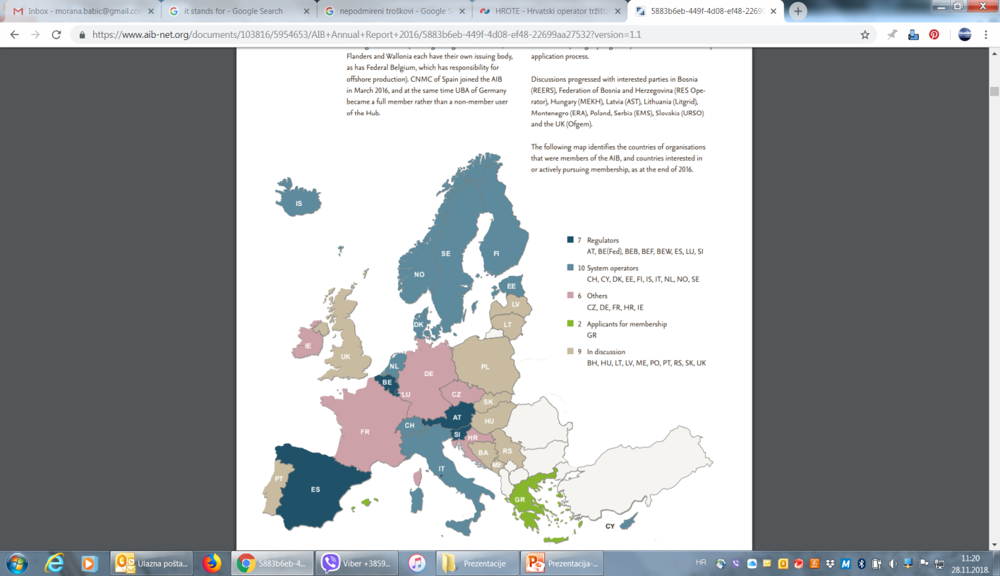 Inbox - morana.babic@gmail.com
it stands for - Google Search
nepodmireni troškovi - Google S
HROTE - Hrvatski operator tržišta
5883b6eb-449f-4d08-ef48-22699
https://www.aib-net.org/documents/103816/5954653/AIB+Annual+Report+2016/5883b6eb-449f-4d08-ef48-22699aa27532?version=1.1
Flanders and Wallonia each have their own issuing body,
as has Federal Belgium, which has responsibility for
offshore production). CNMC of Spain joined the AIB
in March 2016, and at the same time UBA of Germany
became a full member rather than a non-member user
of the Hub.
application process.
Discussions progressed with interested parties in Bosnia
(REERS), Federation of Bosnia and Herzegovina (RES Ope-
rator), Hungary (MEKH), Latvia (AST), Lithuania (Litgrid),
Montenegro (ERA), Poland, Serbia (EMS), Slovakia (URSO)
and the UK (Ofgem).
The following map identifies the countries of organisations
that were members of the AIB, and countries interested in
or actively pursuing membership, as at the end of 2016.
IS
SE
FI
NO
EE
LV
LT
DK
IE
UK
NL
DE
PL
BE
LU
CZ
SK
AT
HU
CH
FR
SI
HR
BA
RS
ME
IT
PT
ES
GR
CY
7 Regulators
AT, BE(Fed), BEB, BEF, BEW, ES, LU, SI
10 System operators
CH, CY, DK, EE, FI, IS, IT, NL, NO, SE
6 Others
CZ, DE, FR, HR, IE
2 Applicants for membership
GR
9 In discussion
BH, HU, LT, LV, ME, PO, PT, RS, SK, UK
Ulazna pošta...
5883b6eb-4...
Viber +3859...
Prezentacije
Prezentacija-...
HR
11:20
28.11.2018.